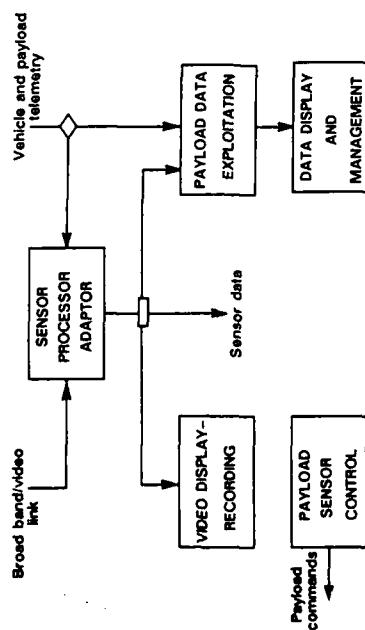 Broad band/video
link
Vehicle and payload
telemetry
SENSOR
PROCESSOR
ADAPTOR
Sensor data
VIDEO DISPLAY–
RECORDING
PAYLOAD DATA
EXPLOITATION
Payload
commands
PAYLOAD
SENSOR
CONTROL
DATA DISPLAY
AND
MANAGEMENT